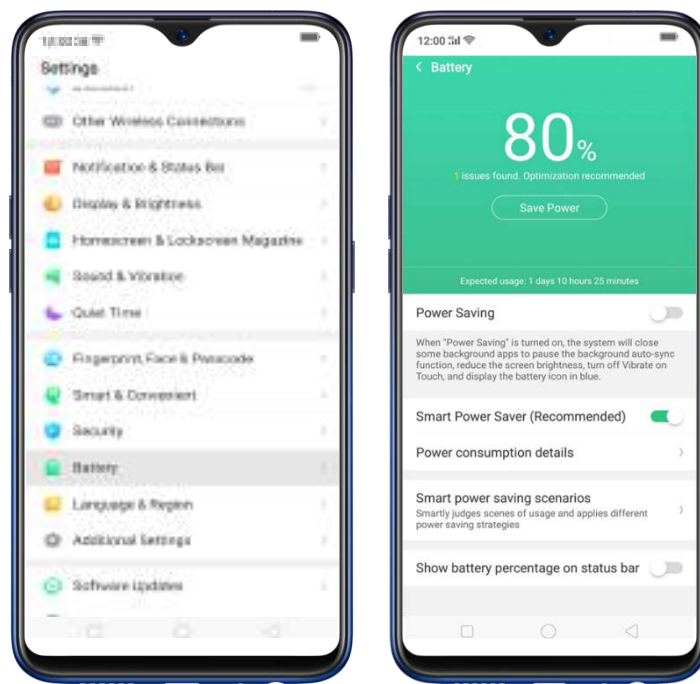 Settings
Other Wireless Connections
Notification & Status Bar
Display & Brightness
Homescreen & Lockscreen Magazine
Sound & Vibration
Quiet Time
Fingerprint, Face & Passcode
Smart & Convenient
Security
Battery
Language & Region
Additional Settings
Software Updates
12:00
Battery
80%
1 issues found. Optimization recommended
Save Power
Expected usage: 1 days 10 hours 25 minutes
Power Saving
When "Power Saving" is turned on, the system will close
some background apps to pause the background auto-sync
function, reduce the screen brightness, turn off Vibrate on
Touch, and display the battery icon in blue.
Smart Power Saver (Recommended)
Power consumption details
Smart power saving scenarios
Smartly judges scenes of usage and applies different
power saving strategies
Show battery percentage on status bar